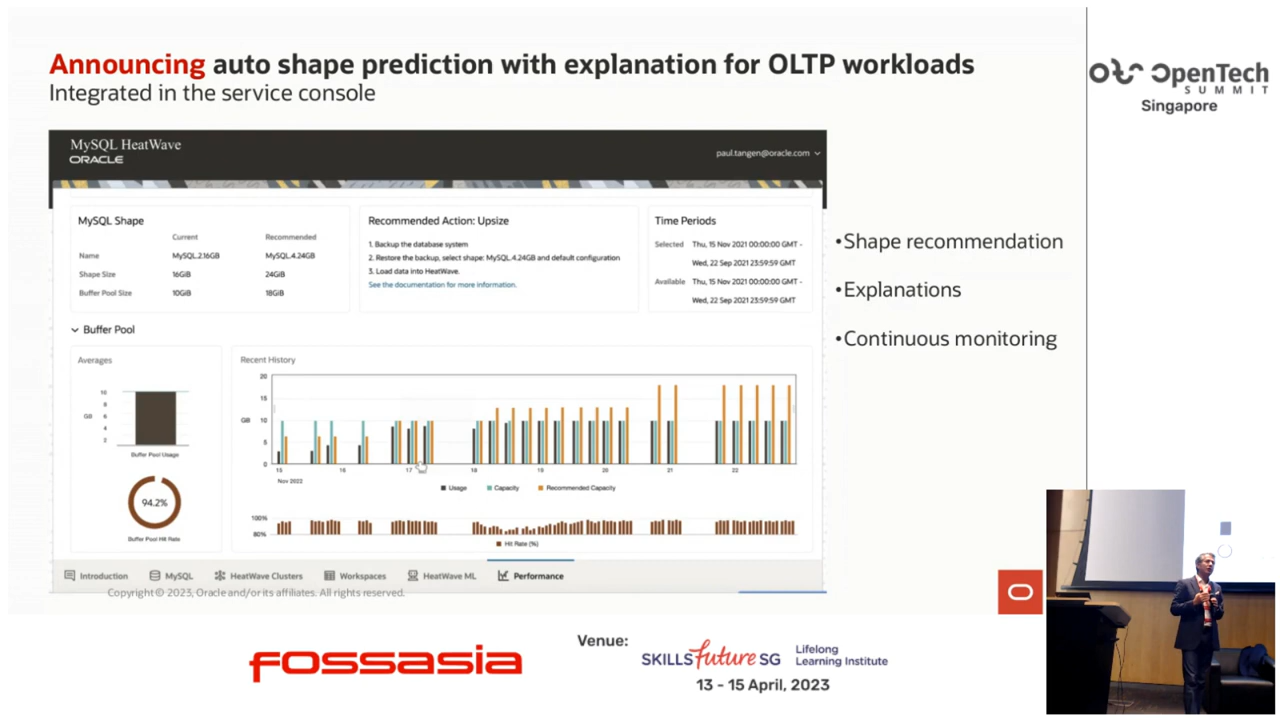 Announcing auto shape prediction with explanation for OLTP workloads
Integrated in the service console
OpenTech
SUMMIT
Singapore
MySQL HeatWave
ORACLE
paul.tangen@oracle.com
MySQL Shape
Current
Recommended
Name
MySQL.2.16GB
MySQL.4.24GB
Shape Size
16GiB
24GiB
Buffer Pool Size
10GiB
18GiB
Recommended Action: Upsize
1. Backup the database system
2. Restore the backup, select shape: MySQL.4.24GB and default configuration
3. Load data into HeatWave.
See the documentation for more information.
Time Periods
Selected
Thu, 15 Nov 2021 00:00:00 GMT -
Wed, 22 Sep 2021 23:59:59 GMT
Available
Thu, 15 Nov 2021 00:00:00 GMT -
Wed, 22 Sep 2021 23:59:59 GMT
•Shape recommendation
•Explanations
•Continuous monitoring
Buffer Pool
Averages
10
8
GB
6
4
2
Buffer Pool Usage
94.2%
Buffer Pool Hit Rate
Recent History
20
15
GB
10
5
0
15 16 17 18 19 20 21 22
Nov 2022
Usage Capacity Recommended Capacity
100%
80%
Hit Rate (%)
Introduction MySQL HeatWave Clusters Workspaces HeatWave ML Performance
Copyright © 2023, Oracle and/or its affiliates. All rights reserved.
fossasia
Venue:
SKILLSfuture SG
Lifelong
Learning Institute
13 - 15 April, 2023